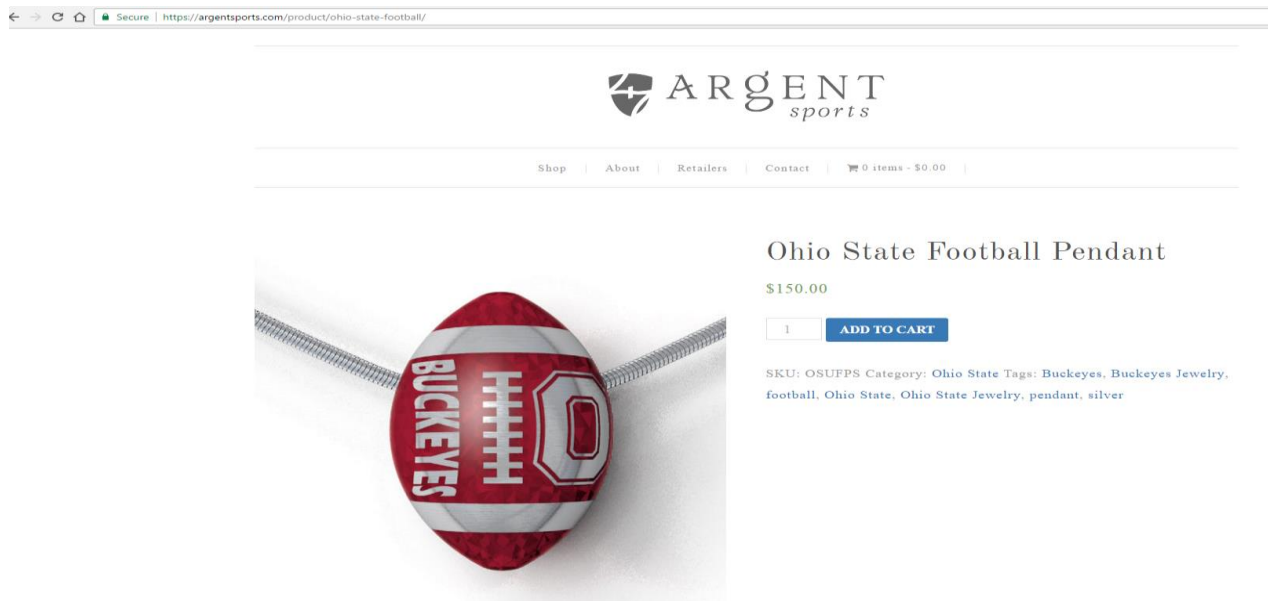 Secure | https://argentsports.com/product/ohio-state-football/
ARgENT
sports
Shop | About | Retailers | Contact | 0 items - $0.00 |
Ohio State Football Pendant
$150.00
1 ADD TO CART
SKU: OSUFPS Category: Ohio State Tags: Buckeyes, Buckeyes Jewelry,
football, Ohio State, Ohio State Jewelry, pendant, silver
BUCKEYES
O